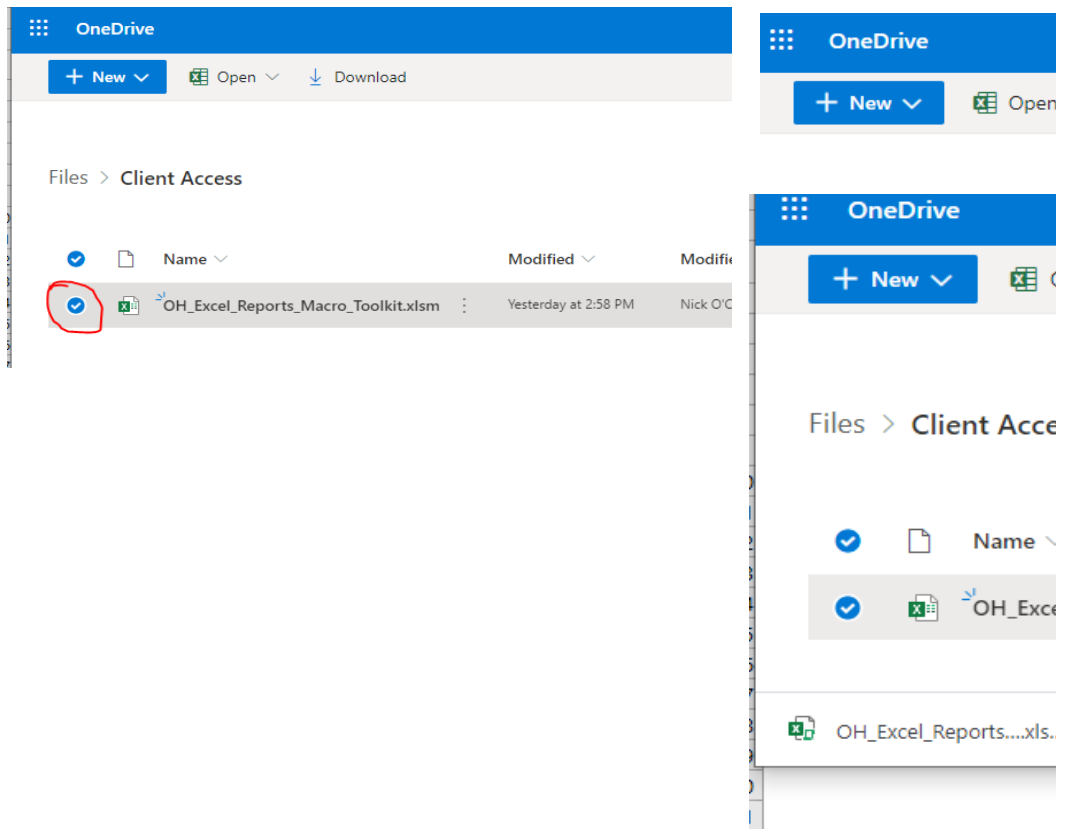 OneDrive
New Open Download
Files > Client Access
Name Modified
OH_Excel_Reports_Macro_Toolkit.xlsm Yesterday at 2:58 PM Nick O'C
OneDrive
New Open
OneDrive
New
Files > Client Acce
Name
OH_Exce
OH_Excel_Reports....xls..